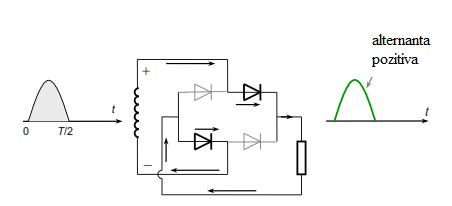 alternanta
pozitiva
+
t
t
0
T/2
−